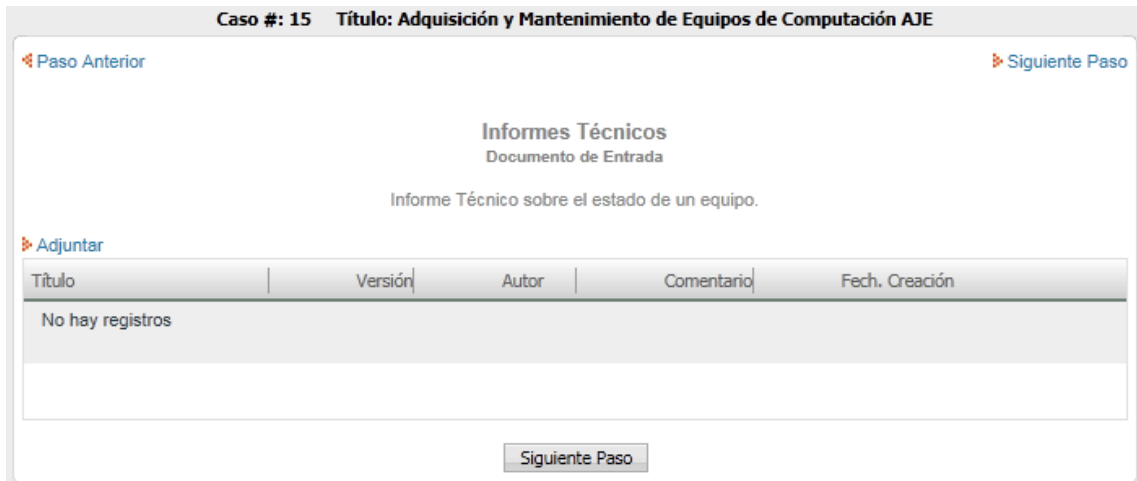 Caso #: 15 Título: Adquisición y Mantenimiento de Equipos de Computación AJE
Paso Anterior Siguiente Paso
Informes Técnicos
Documento de Entrada
Informe Técnico sobre el estado de un equipo.
Adjuntar
Título Versión Autor Comentario Fech. Creación
No hay registros
Siguiente Paso